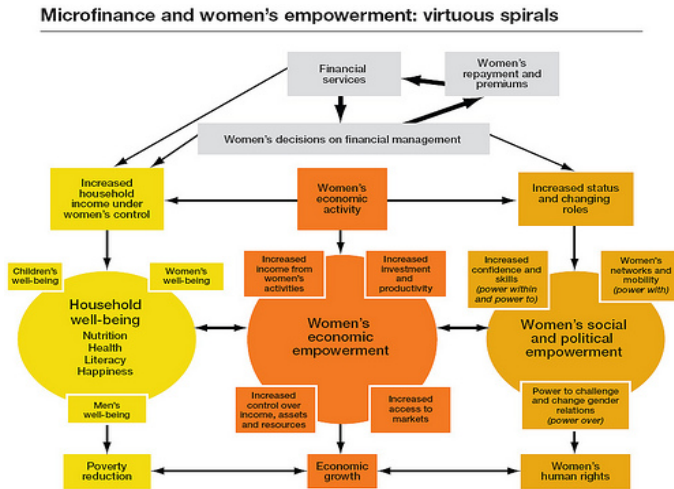 Microfinance and women's empowerment: virtuous spirals
Financial
services
Women's
repayment and
premiums
Women's decisions on financial management
Increased
household
income under
women's control
Women's
economic
activity
Increased status
and changing
roles
Children's
well-being
Women's
well-being
Increased
income from
women's
activities
Increased
investment
and
productivity
Increased
confidence and
skills
(power within
and power to)
Women's
networks and
mobility
(power with)
Household
well-being
Nutrition
Health
Literacy
Happiness
Women's
economic
empowerment
Women's social
and political
empowerment
Men's
well-being
Increased
control over
income, assets
and resources
Increased
access to
markets
Power to challenge
and change gender
relations
(power over)
Poverty
reduction
Economic
growth
Women's
human rights